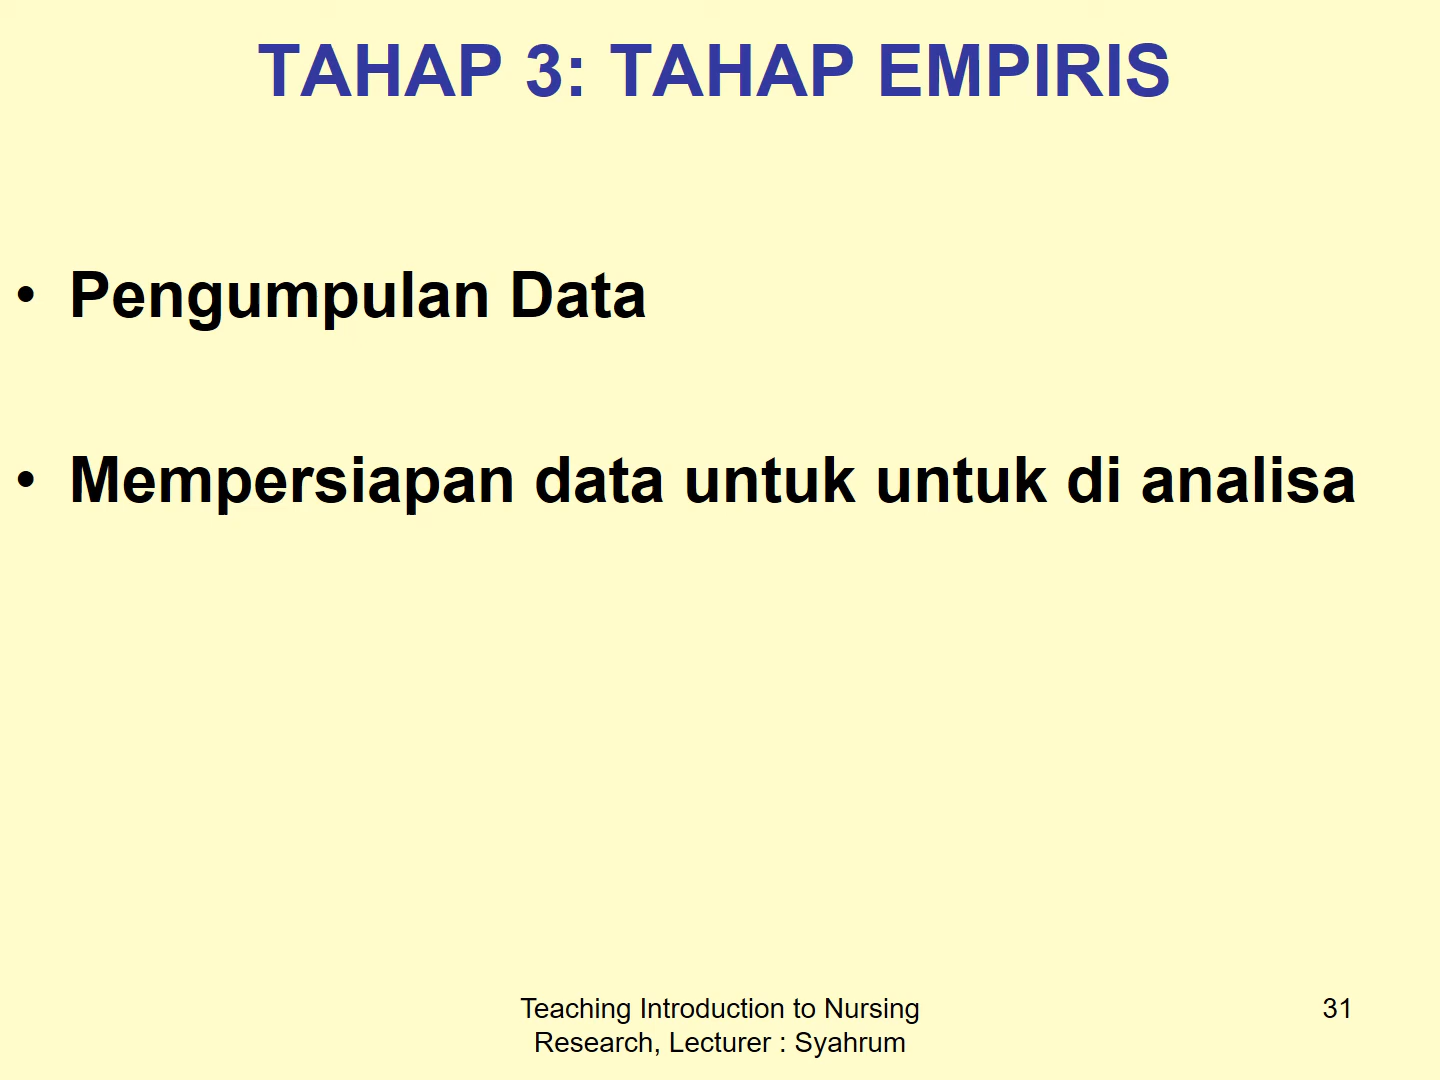 TAHAP 3: TAHAP EMPIRIS
• Pengumpulan Data
• Mempersiapan data untuk untuk di analisa
Teaching Introduction to Nursing
Research, Lecturer : Syahrum
31